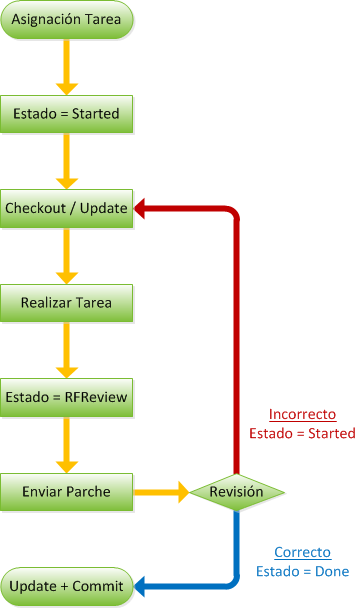 Asignación Tarea
Estado = Started
Checkout / Update
Realizar Tarea
Estado = RFReview
Incorrecto
Estado = Started
Enviar Parche
Revisión
Correcto
Estado = Done
Update + Commit